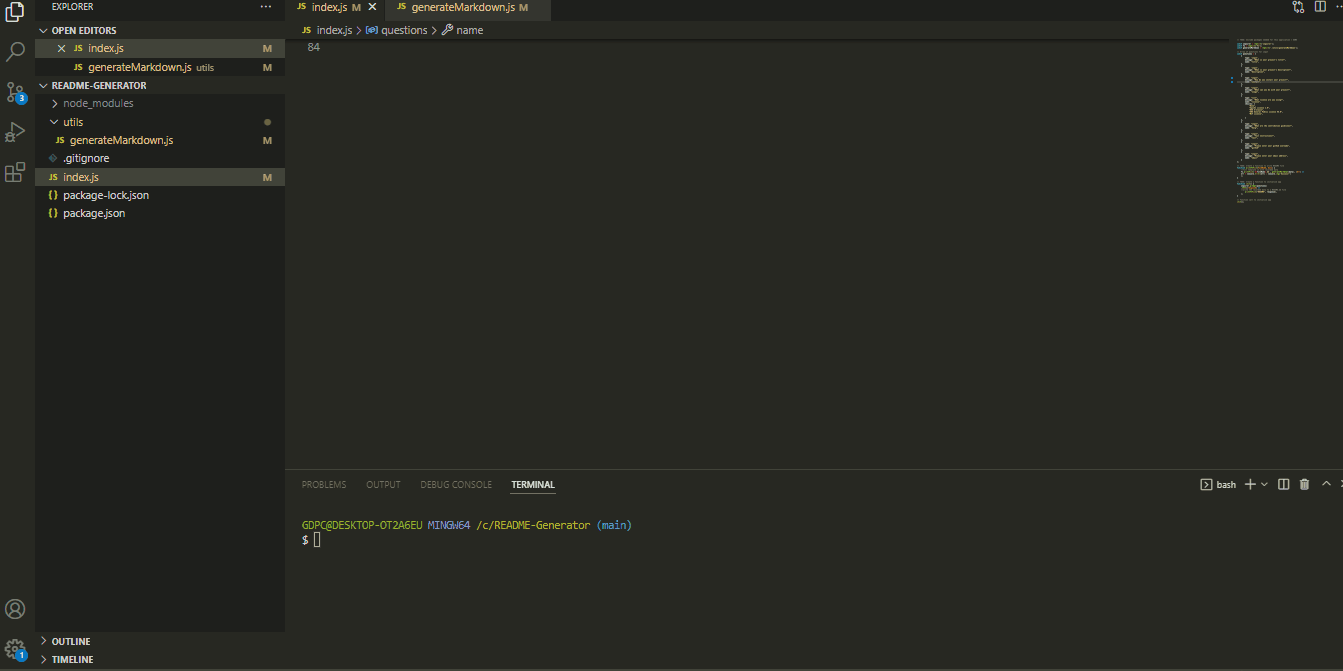 EXPLORER
OPEN EDITORS
JS index.js M
JS generateMarkdown.js utils M
README-GENERATOR
node_modules
utils
JS generateMarkdown.js M
.gitignore
JS index.js M
{} package-lock.json
{} package.json
OUTLINE
TIMELINE
3
1
JS index.js M JS generateMarkdown.js M
JS index.js > questions > name
84
PROBLEMS OUTPUT DEBUG CONSOLE TERMINAL
bash
GDPC@DESKTOP-OT2A6EU MINGW64 /c/README-Generator (main)
$